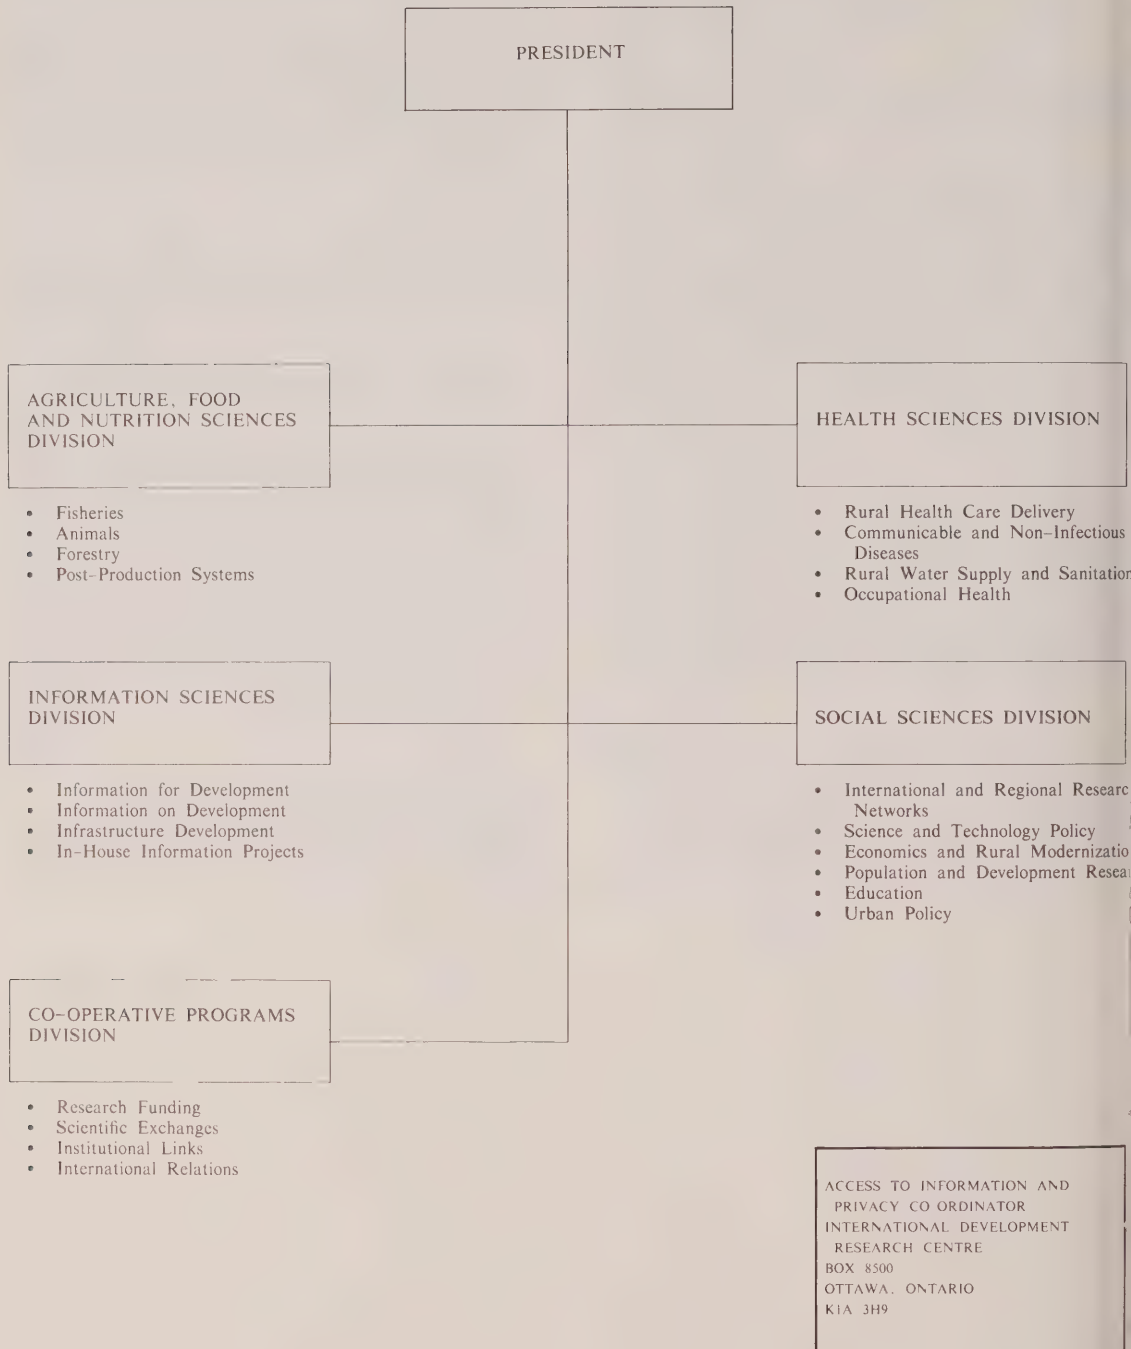 PRESIDENT
AGRICULTURE, FOOD
AND NUTRITION SCIENCES
DIVISION
• Fisheries
• Animals
• Forestry
• Post-Production Systems
HEALTH SCIENCES DIVISION
• Rural Health Care Delivery
• Communicable and Non-Infectious
Diseases
• Rural Water Supply and Sanitation
• Occupational Health
INFORMATION SCIENCES
DIVISION
• Information for Development
• Information on Development
• Infrastructure Development
• In-House Information Projects
SOCIAL SCIENCES DIVISION
• International and Regional Researc
Networks
• Science and Technology Policy
• Economics and Rural Modernizatio
• Population and Development Resea
• Education
• Urban Policy
CO-OPERATIVE PROGRAMS
DIVISION
• Research Funding
• Scientific Exchanges
• Institutional Links
• International Relations
ACCESS TO INFORMATION AND
PRIVACY CO ORDINATOR
INTERNATIONAL DEVELOPMENT
RESEARCH CENTRE
BOX 8500
OTTAWA, ONTARIO
K1A 3H9